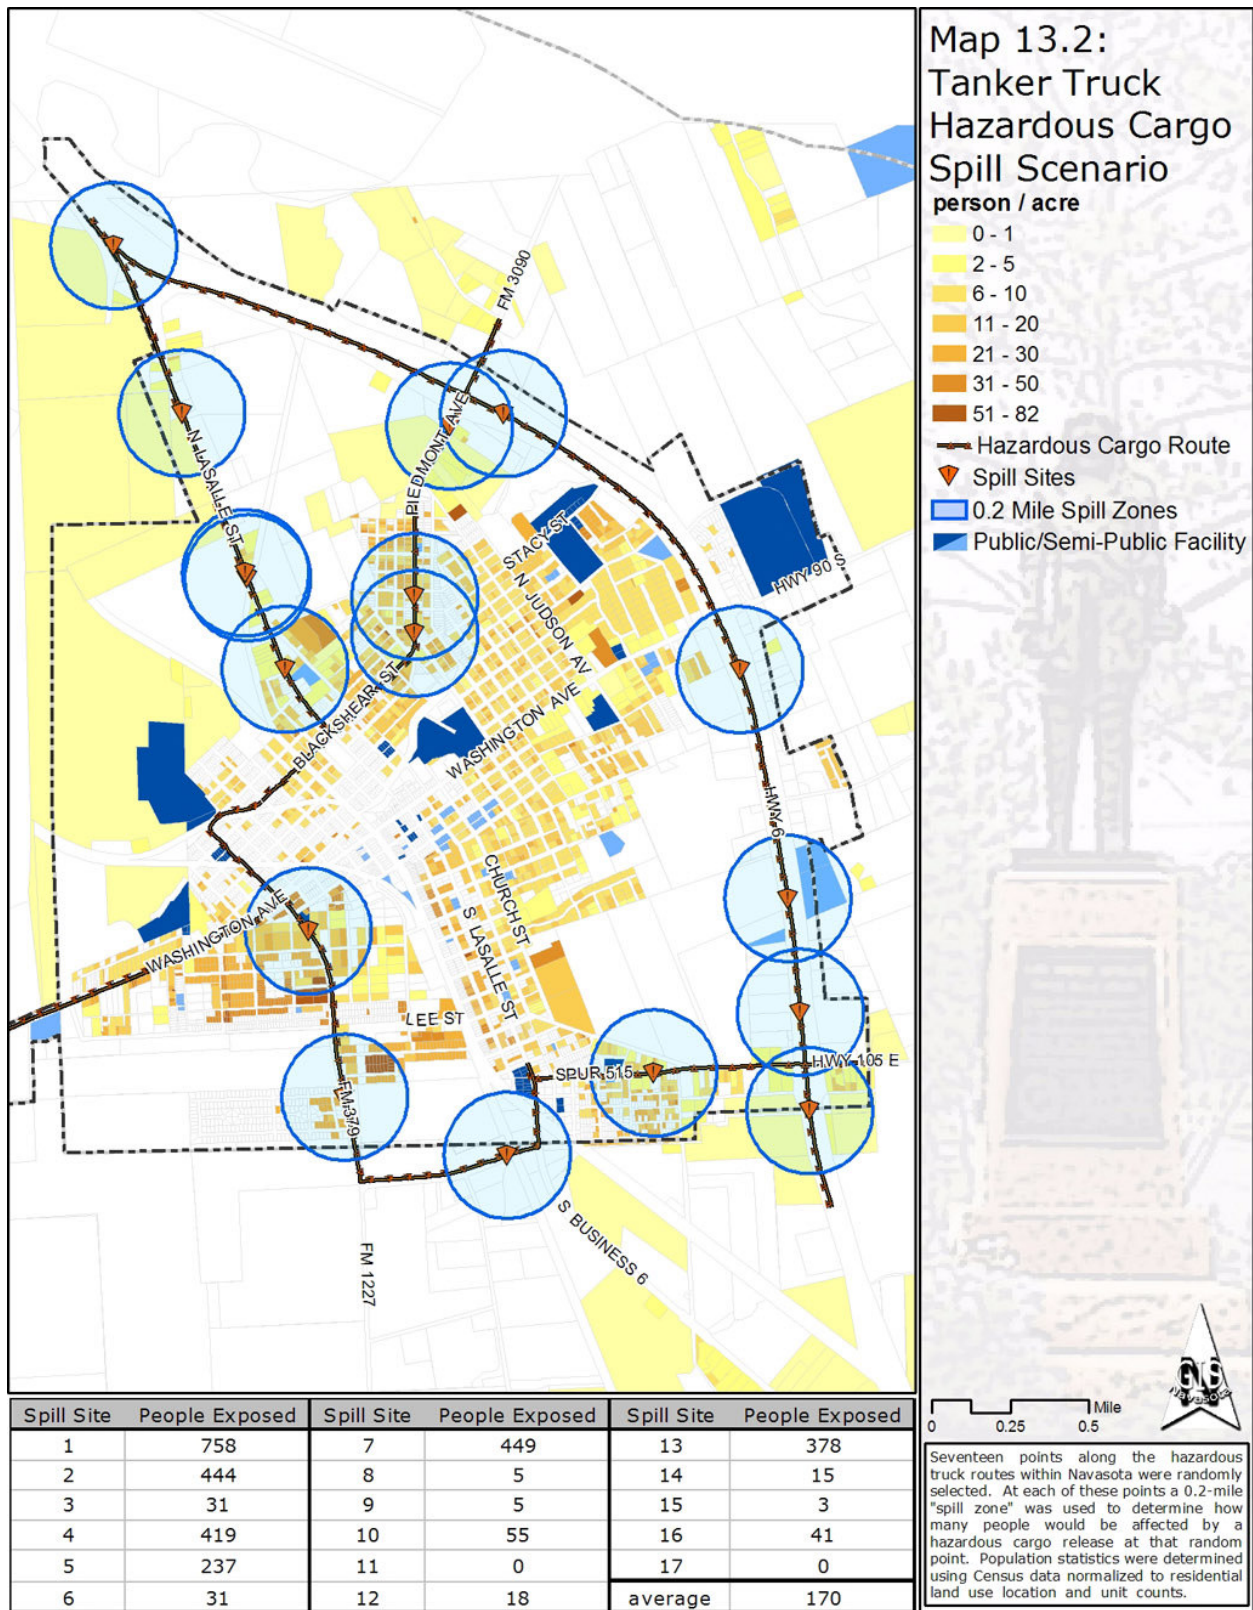 Map 13.2:
Tanker Truck
Hazardous Cargo
Spill Scenario
person / acre
0 - 1
2 - 5
6 - 10
11 - 20
21 - 30
31 - 50
51 - 82
Hazardous Cargo Route
Spill Sites
0.2 Mile Spill Zones
Public/Semi-Public Facility
FM 3090
PIEDMONT AVE
N LASALLE ST
STACY ST
HWY 90 S
N JUDSON AV
BLACKSHEAR ST
WASHINGTON AVE
HWY 6
CHURCH ST
S LASALLE ST
WASHINGTON AVE
LEE ST
SPUR 515
HWY 105 E
FM 379
S BUSINESS 6
FM 1227
GIS
Navasota
Mile
0 0.25 0.5
Seventeen points along the hazardous
truck routes within Navasota were randomly
selected. At each of these points a 0.2-mile
"spill zone" was used to determine how
many people would be affected by a
hazardous cargo release at that random
point. Population statistics were determined
using Census data normalized to residential
land use location and unit counts.
Spill Site People Exposed Spill Site People Exposed Spill Site People Exposed
1 758 7 449 13 378
2 444 8 5 14 15
3 31 9 5 15 3
4 419 10 55 16 41
5 237 11 0 17 0
6 31 12 18 average 170